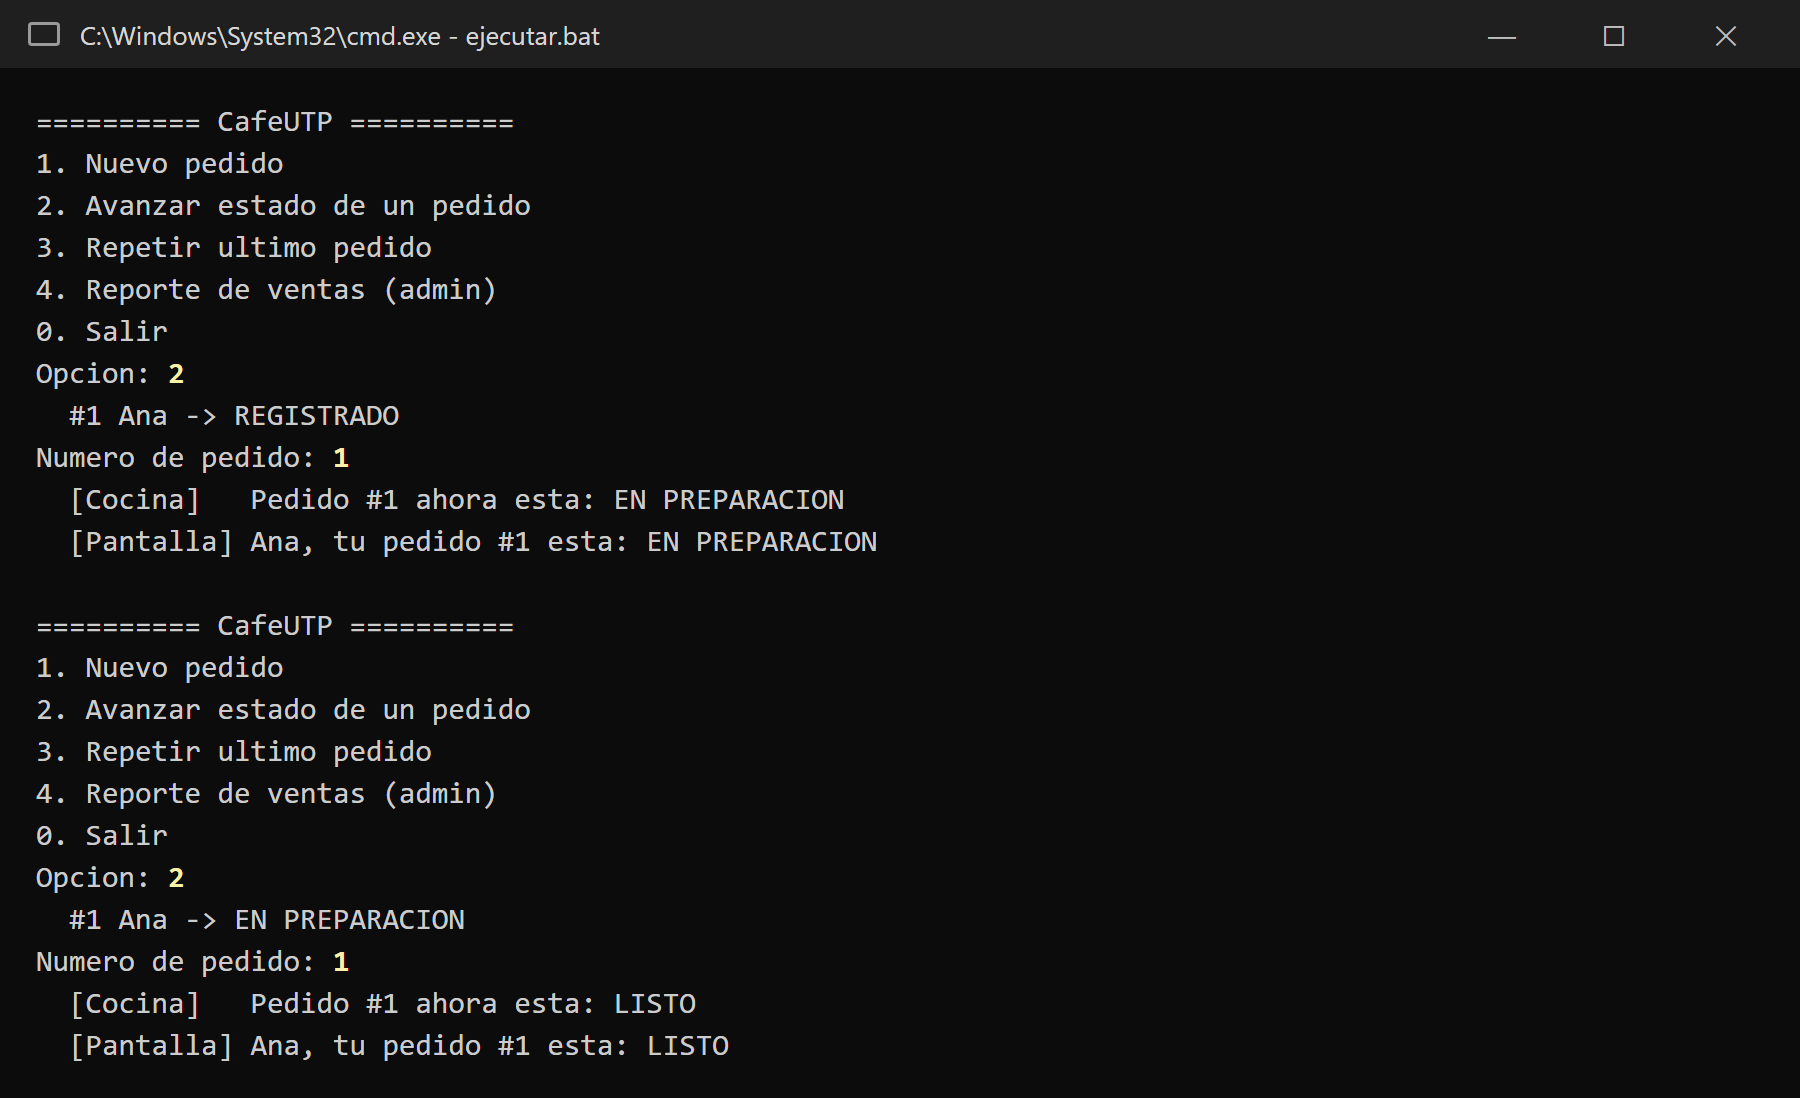 C:\Windows\System32\cmd.exe - ejecutar.bat
========== CafeUTP ==========
1. Nuevo pedido
2. Avanzar estado de un pedido
3. Repetir ultimo pedido
4. Reporte de ventas (admin)
0. Salir
Opcion: 2
  #1 Ana -> REGISTRADO
Numero de pedido: 1
  [Cocina]   Pedido #1 ahora esta: EN PREPARACION
  [Pantalla] Ana, tu pedido #1 esta: EN PREPARACION

========== CafeUTP ==========
1. Nuevo pedido
2. Avanzar estado de un pedido
3. Repetir ultimo pedido
4. Reporte de ventas (admin)
0. Salir
Opcion: 2
  #1 Ana -> EN PREPARACION
Numero de pedido: 1
  [Cocina]   Pedido #1 ahora esta: LISTO
  [Pantalla] Ana, tu pedido #1 esta: LISTO